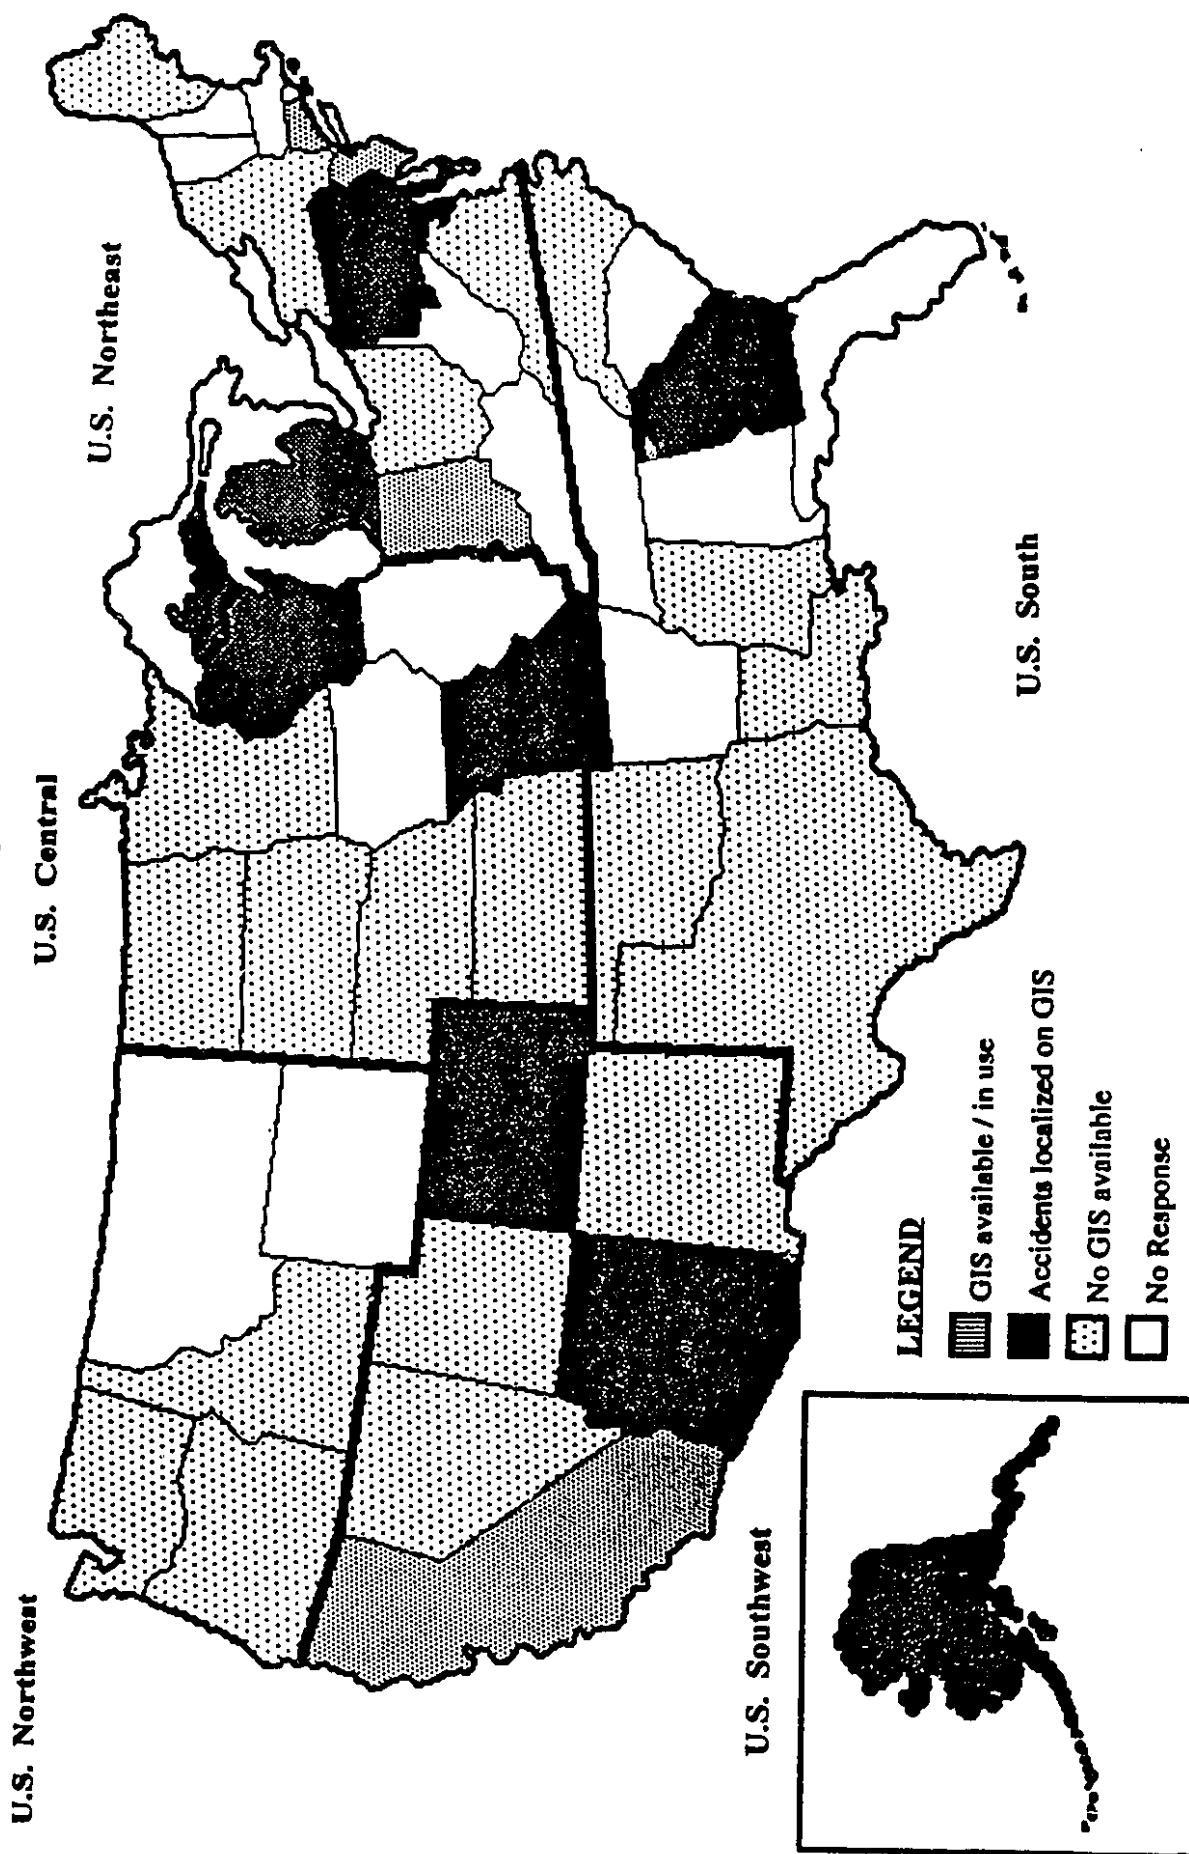 U.S. Northwest
U.S. Central
U.S. Northeast
U.S. Southwest
U.S. South
LEGEND
GIS available / in use
Accidents localized on GIS
No GIS available
No Response